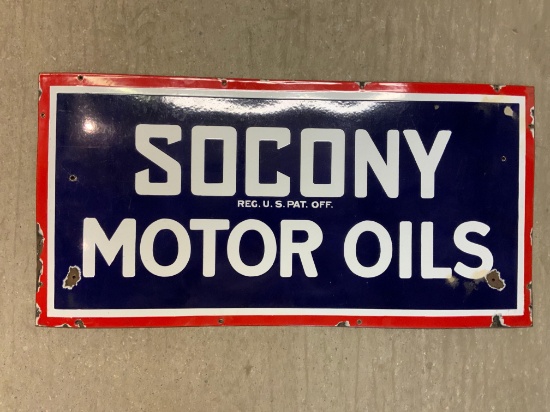 SOCONY
REG. U. S. PAT. OFF.
MOTOR OILS